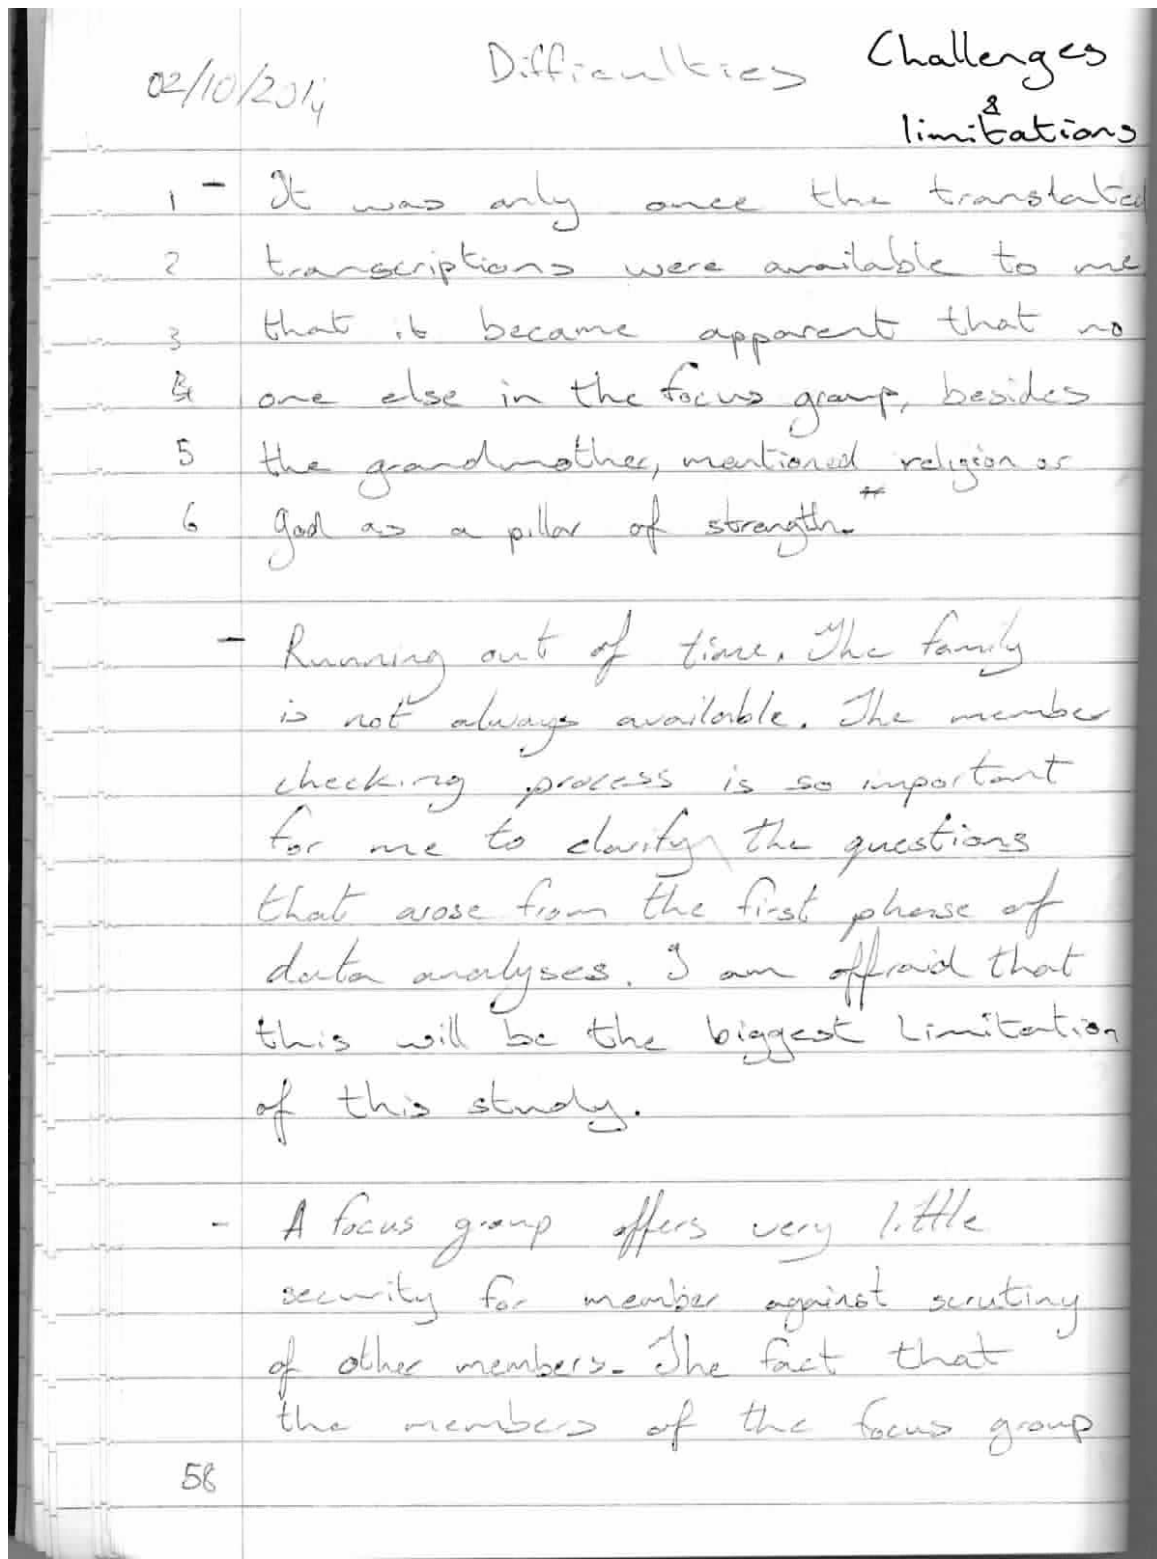 Challenges
02/10/2014 Difficulties
&
limitations
1 - It was only once the translated
2 transcriptions were available to me
3 that it became apparent that no
4 one else in the focus group, besides
5 the grandmother, mentioned religion or
6 god as a pillar of strength. #
- Running out of time. The family
is not always available. The member
checking process is so important
for me to clarify the questions
that arose from the first phase of
data analyses. I am affraid that
this will be the biggest limitation
of this study.
- A focus group offers very little
security for member against scrutiny
of other members. The fact that
the members of the focus group
58